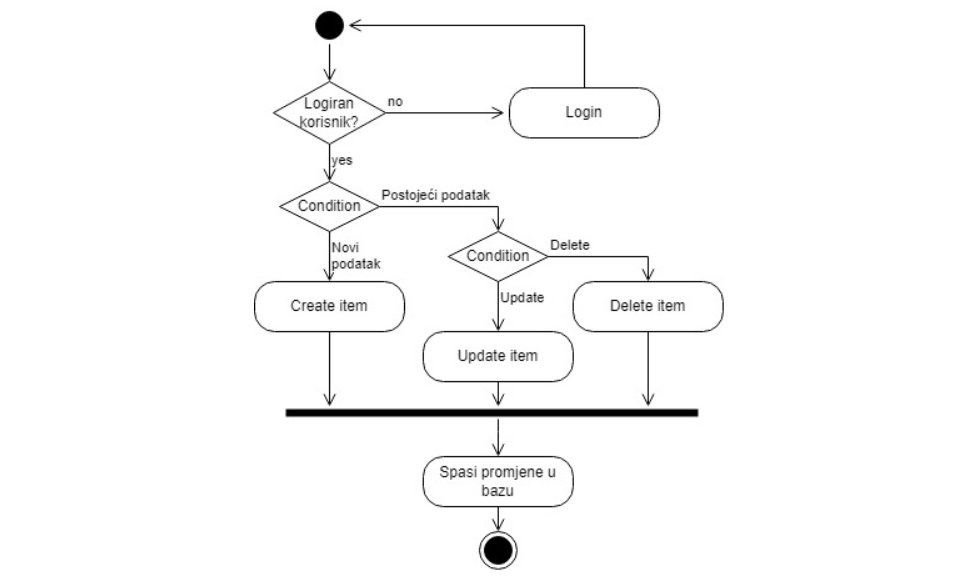 Logiran
korisnik?
no
Login
yes
Condition
Postojeći podatak
Novi
podatak
Condition
Delete
Create item
Update
Delete item
Update item
Spasi promjene u
bazu